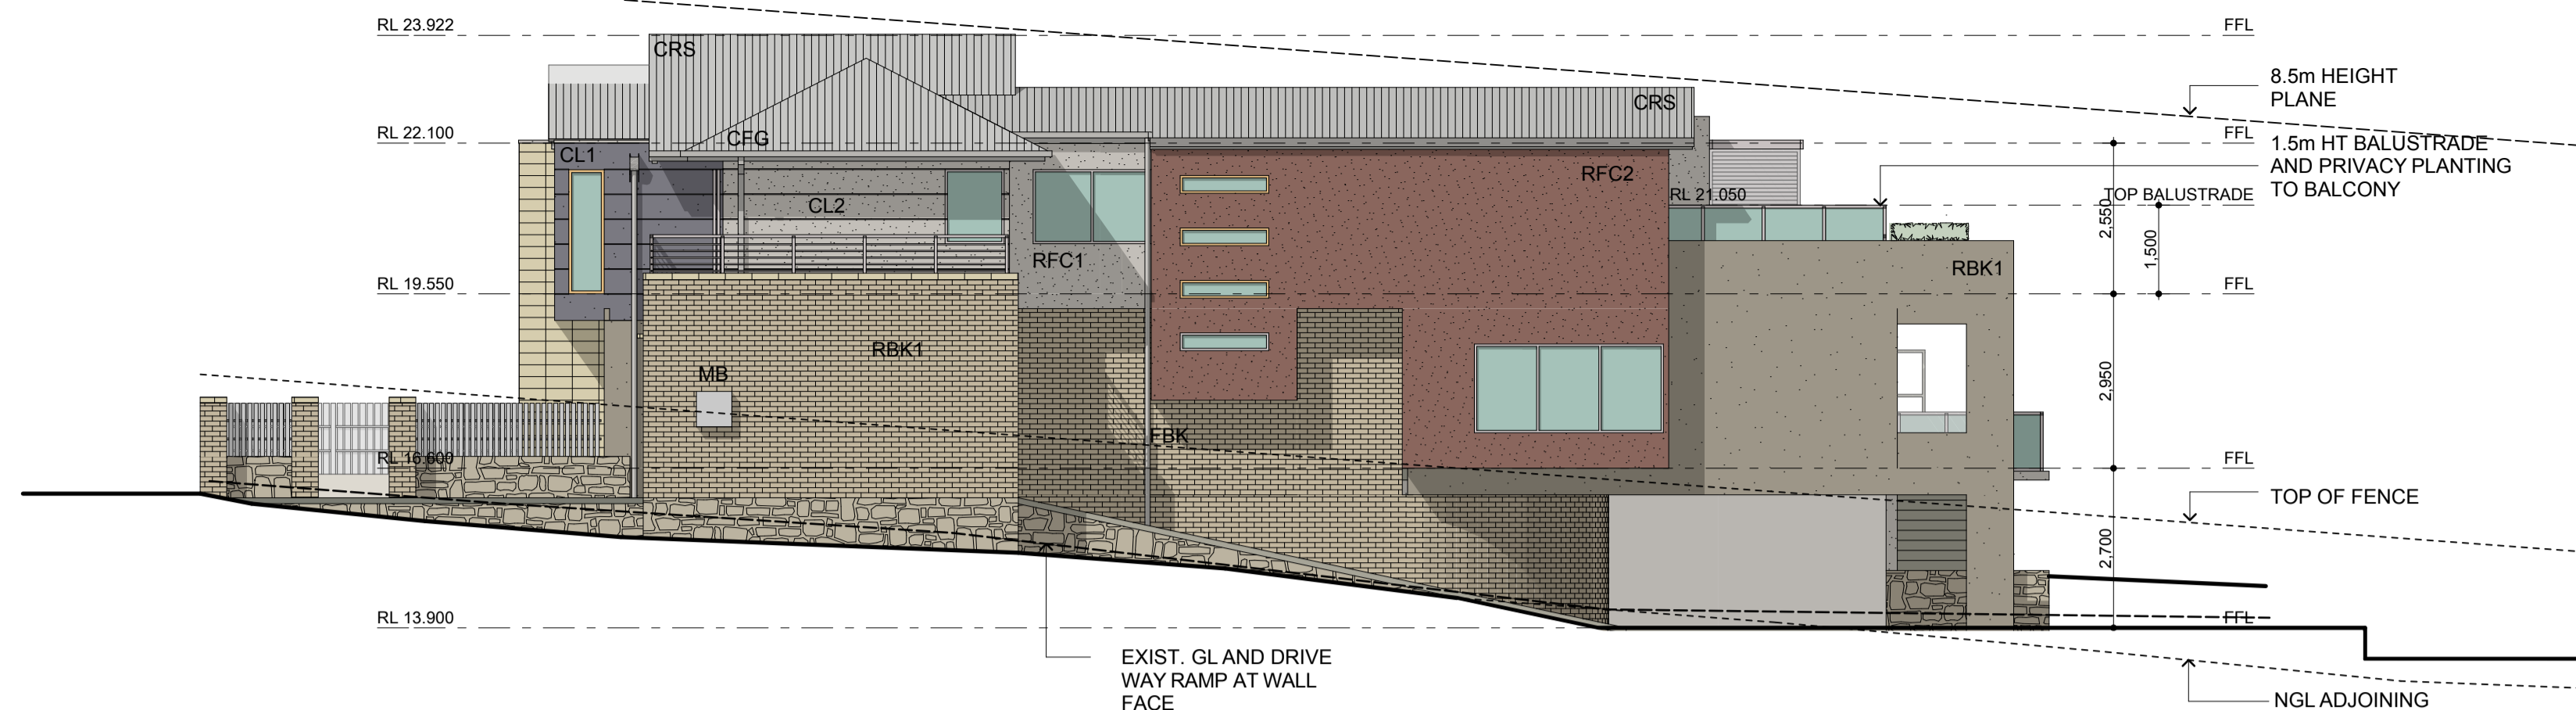 RL 23.922
FFL
CRS
8.5m HEIGHT
PLANE
CRS
RL 22.100
FFL
CFG
1.5m HT BALUSTRADE
AND PRIVACY PLANTING
TO BALCONY
CL1
RFC2
RL 21.050
TOP BALUSTRADE
CL2
2,550
1,500
RFC1
RBK1
RL 19.550
FFL
RBK1
MB
2,950
FBK
RL 16.600
FFL
TOP OF FENCE
2,700
RL 13.900
FFL
EXIST. GL AND DRIVE
WAY RAMP AT WALL
FACE
NGL ADJOINING